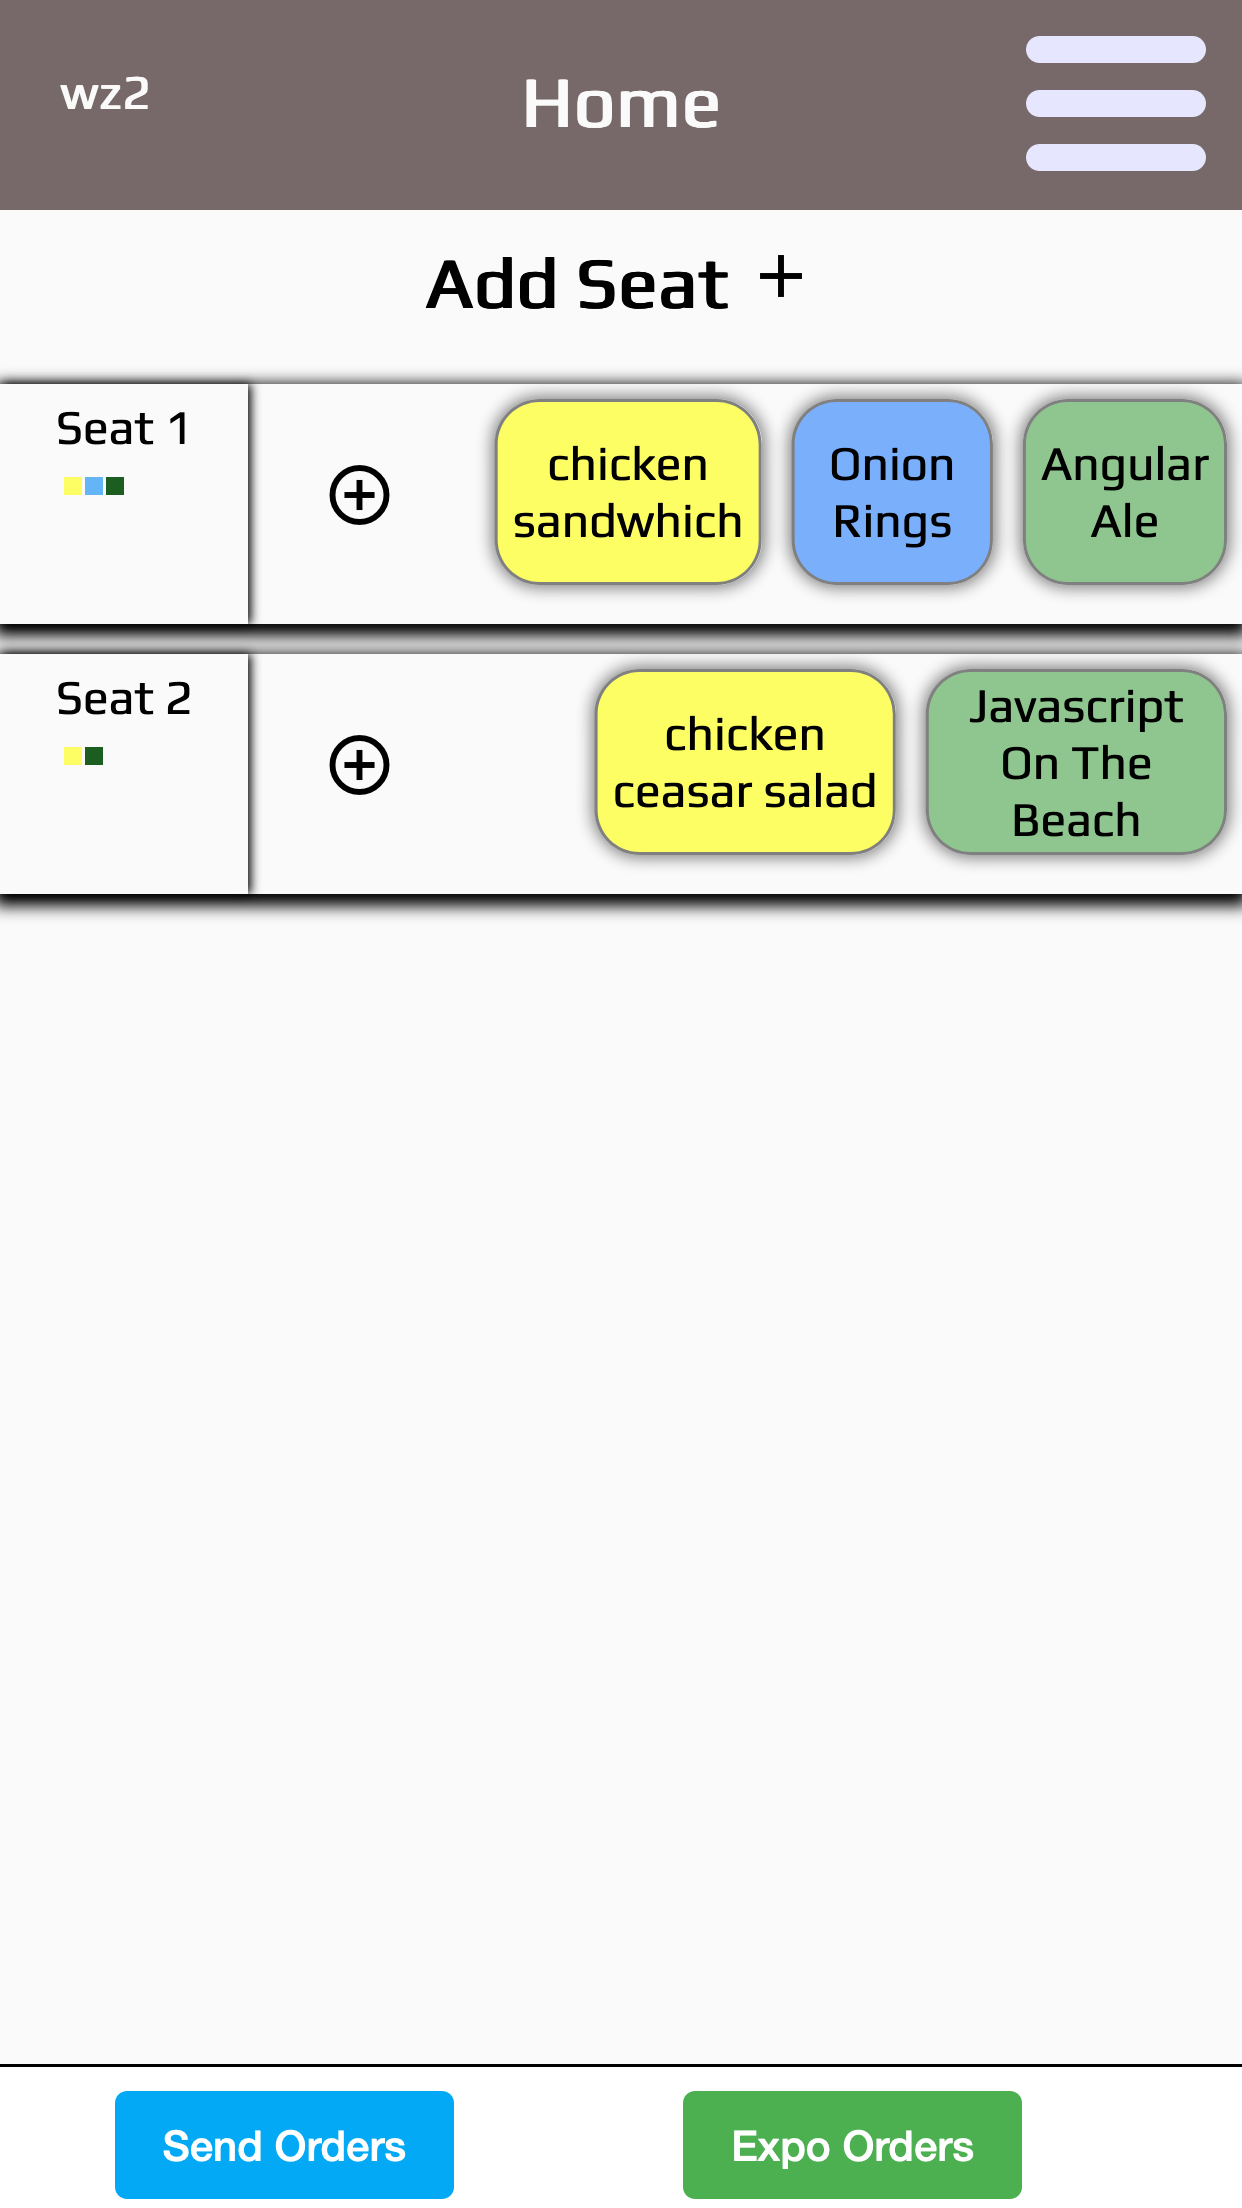 wz2
Home
Add Seat +
Seat 1
chicken
sandwhich
Onion
Rings
Angular
Ale
Seat 2
chicken
ceasar salad
Javascript
On The
Beach
Send Orders
Expo Orders